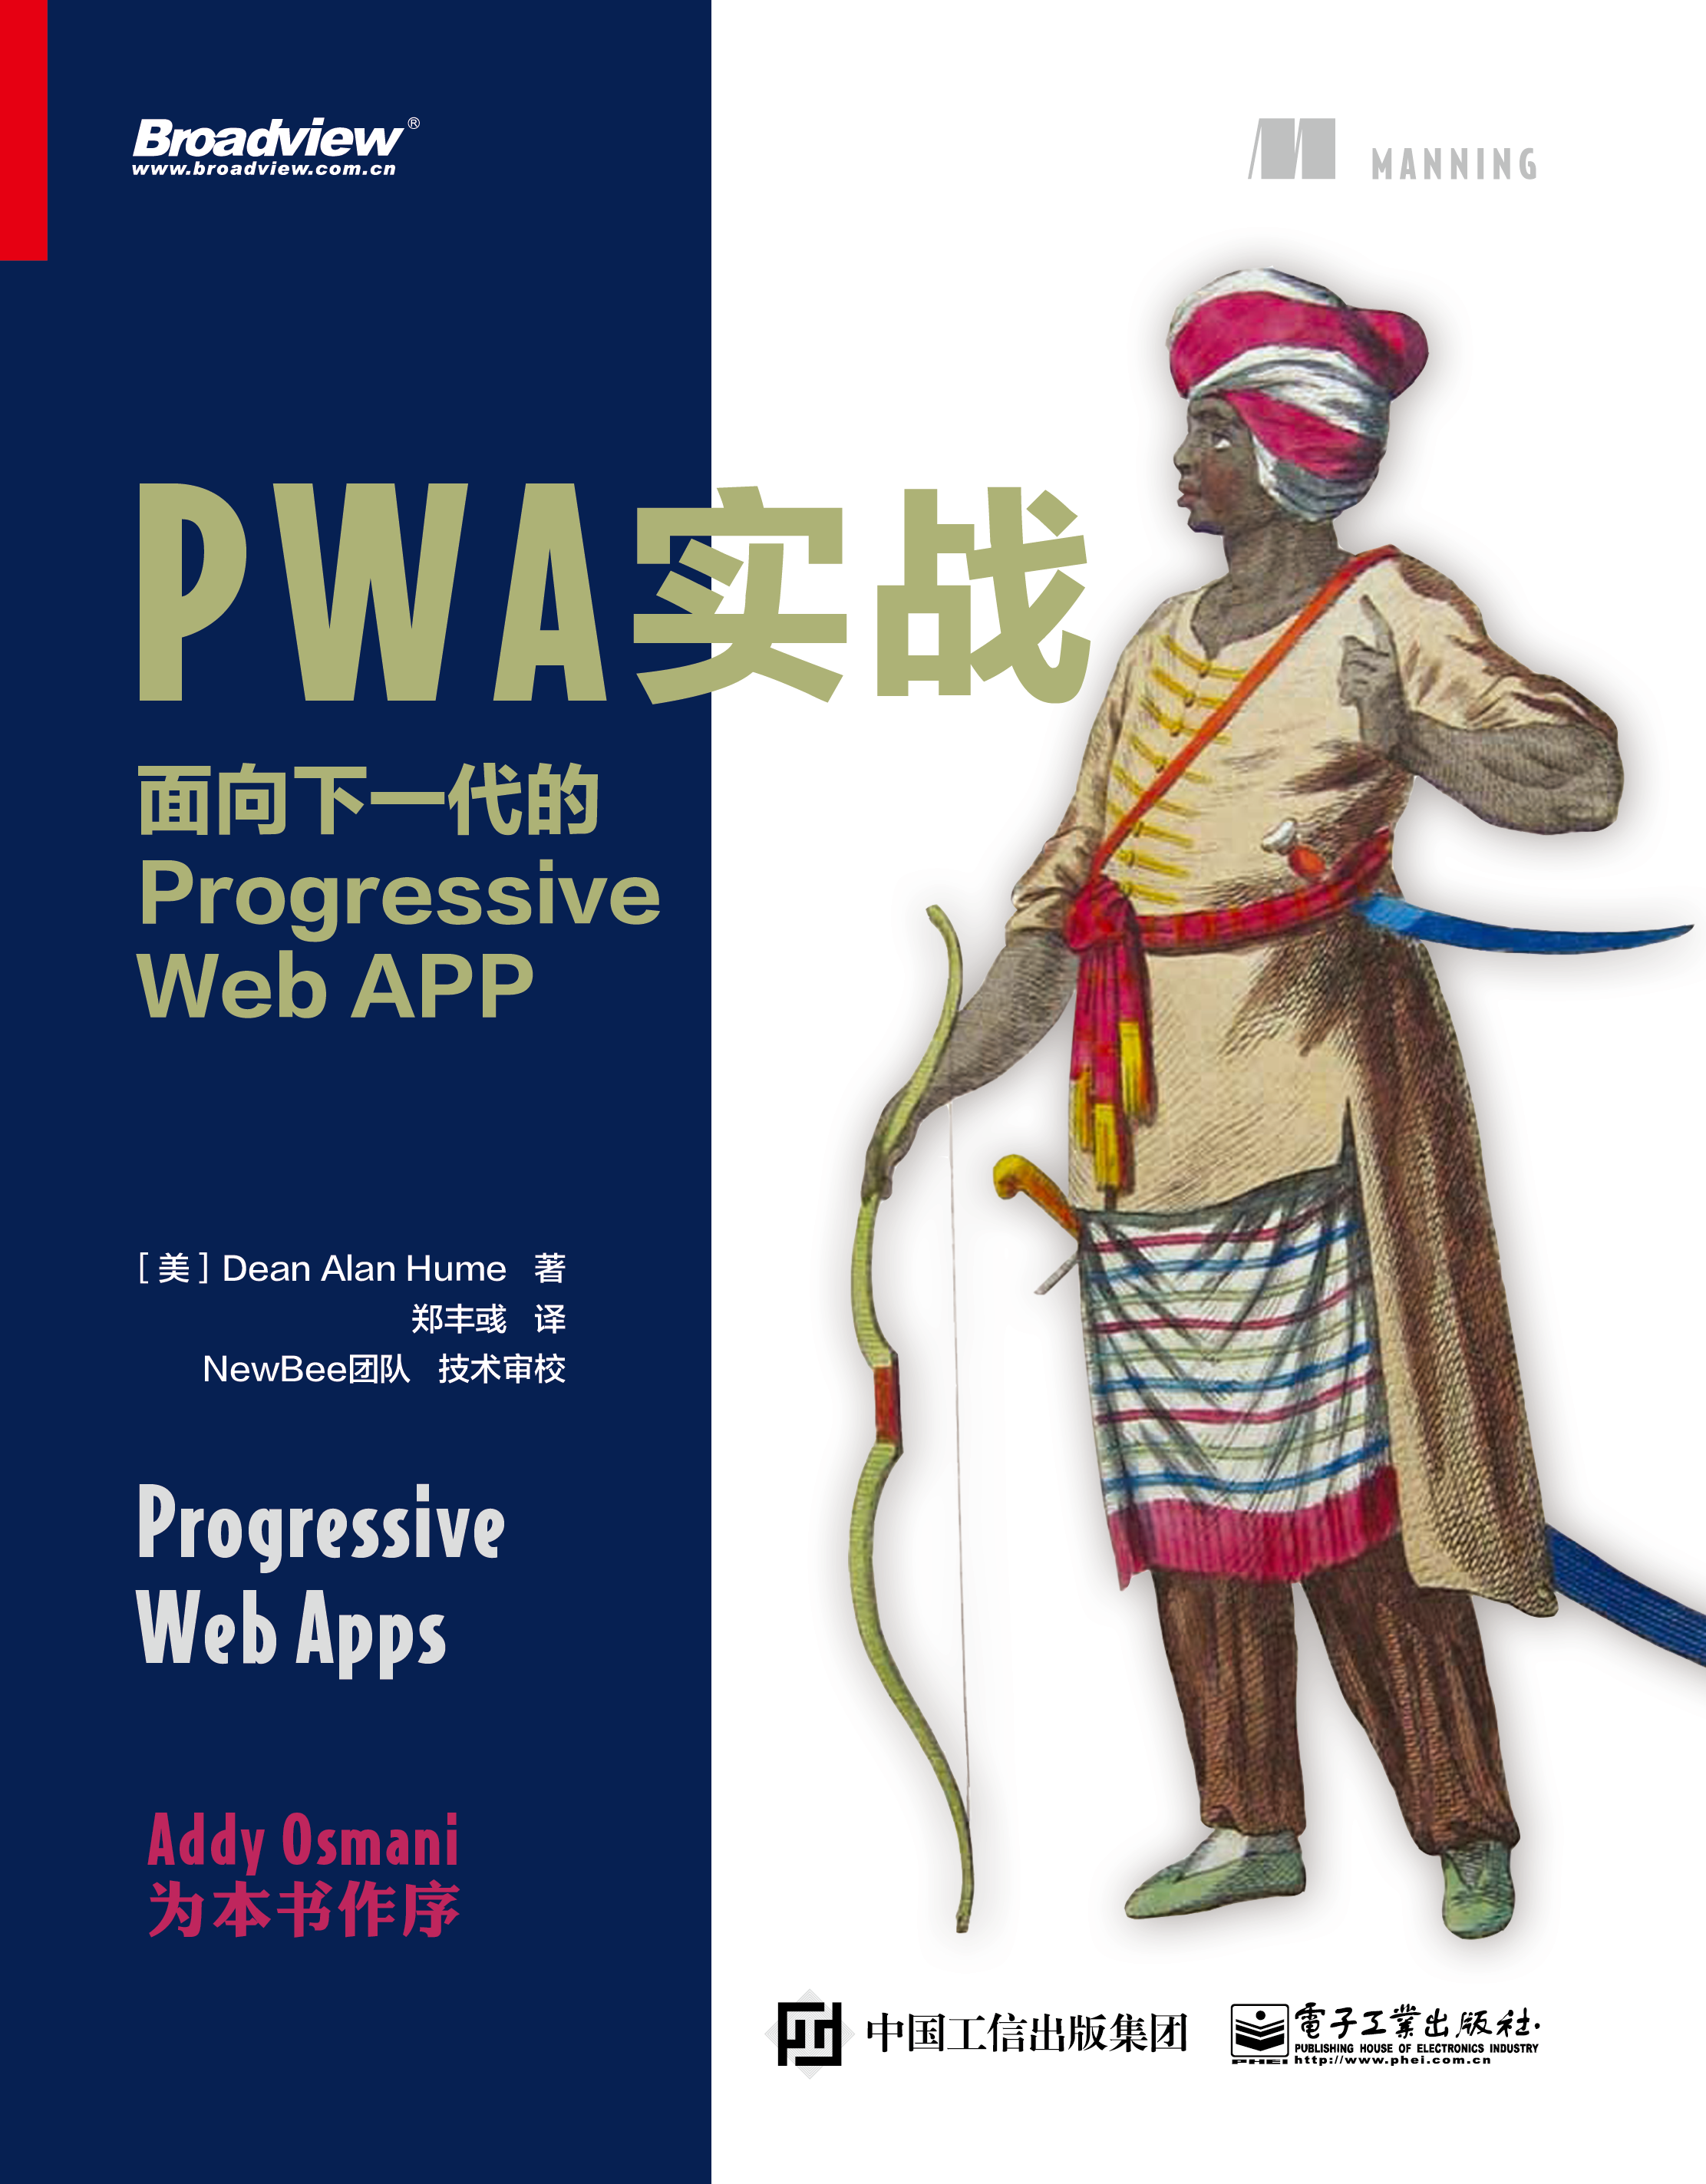 Broadview®
www.broadview.com.cn
MANNING
PWA实战
面向下一代的
Progressive
Web APP
[美] Dean Alan Hume 著
郑丰彧 译
NewBee团队 技术审校
Progressive
Web Apps
Addy Osmani
为本书作序
中国工信出版集团
電子工業出版社·
PUBLISHING HOUSE OF ELECTRONICS INDUSTRY
PHEI http://www.phei.com.cn